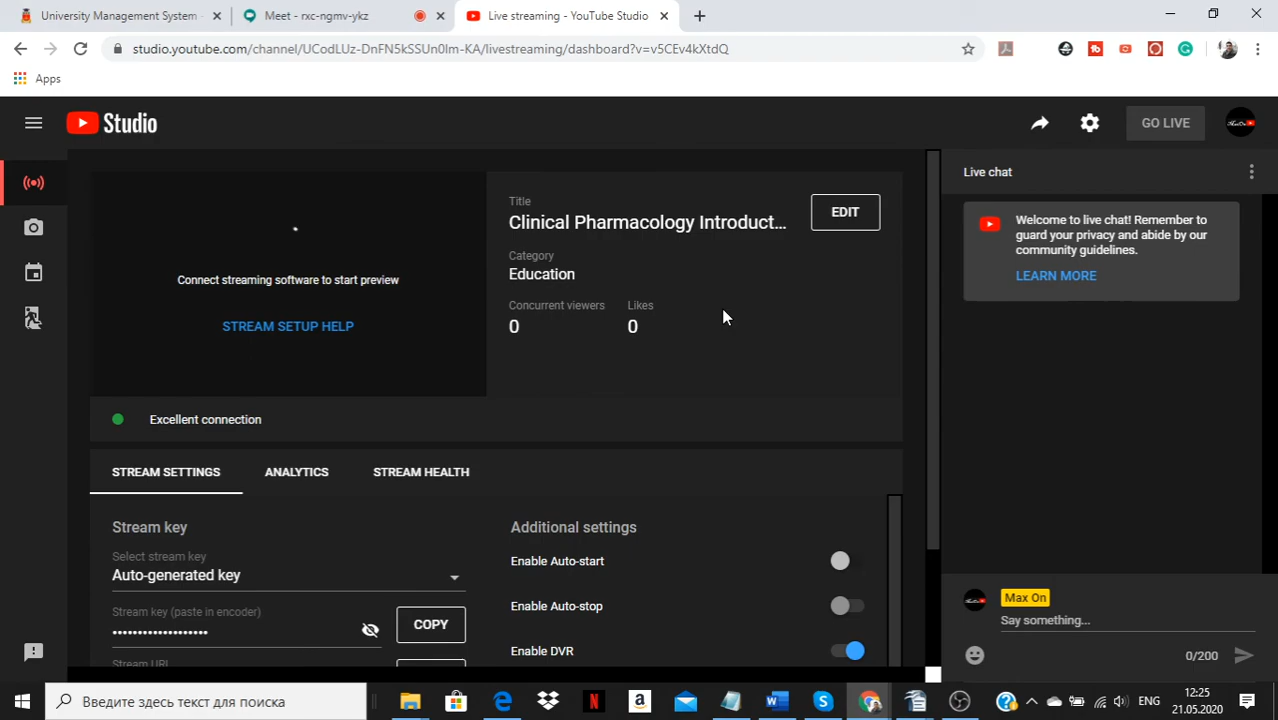 University Management System -
Meet - rxc-ngmv-ykz
Live streaming - YouTube Studio
studio.youtube.com/channel/UCodLUz-DnFN5kSSUn0lm-KA/livestreaming/dashboard?v=v5CEv4kXtdQ
Apps
Studio
GO LIVE
Live chat
Title
Clinical Pharmacology Introduct...
EDIT
Category
Education
Concurrent viewers
Likes
0
0
Connect streaming software to start preview
STREAM SETUP HELP
Welcome to live chat! Remember to
guard your privacy and abide by our
community guidelines.
LEARN MORE
Excellent connection
STREAM SETTINGS
ANALYTICS
STREAM HEALTH
Stream key
Select stream key
Auto-generated key
Stream key (paste in encoder)
•••••••••••••••••••
COPY
Stream URL
Additional settings
Enable Auto-start
Enable Auto-stop
Enable DVR
Max On
Say something...
0/200
Введите здесь текст для поиска
ENG
12:25
21.05.2020